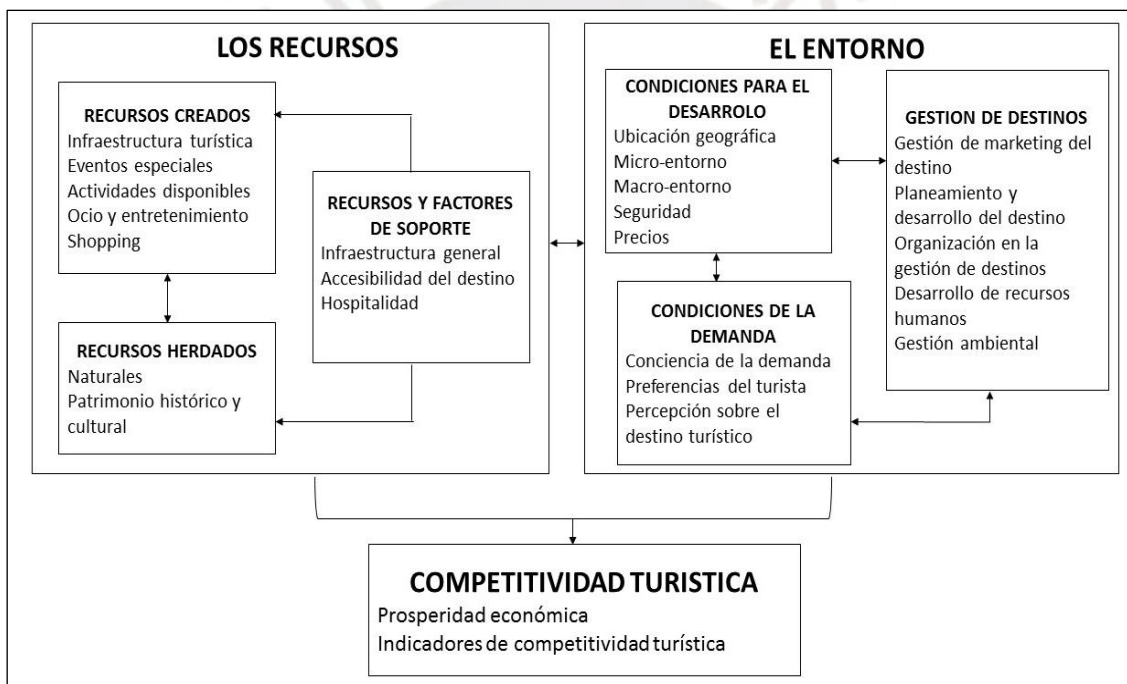 LOS RECURSOS
RECURSOS CREADOS
Infraestructura turística
Eventos especiales
Actividades disponibles
Ocio y entretenimiento
Shopping
RECURSOS Y FACTORES
DE SOPORTE
Infraestructura general
Accesibilidad del destino
Hospitalidad
RECURSOS HERDADOS
Naturales
Patrimonio histórico y
cultural
EL ENTORNO
CONDICIONES PARA EL
DESARROLO
Ubicación geográfica
Micro-entorno
Macro-entorno
Seguridad
Precios
CONDICIONES DE LA
DEMANDA
Conciencia de la demanda
Preferencias del turista
Percepción sobre el
destino turístico
GESTION DE DESTINOS
Gestión de marketing del
destino
Planeamiento y
desarrollo del destino
Organización en la
gestión de destinos
Desarrollo de recursos
humanos
Gestión ambiental
COMPETITIVIDAD TURISTICA
Prosperidad económica
Indicadores de competitividad turística